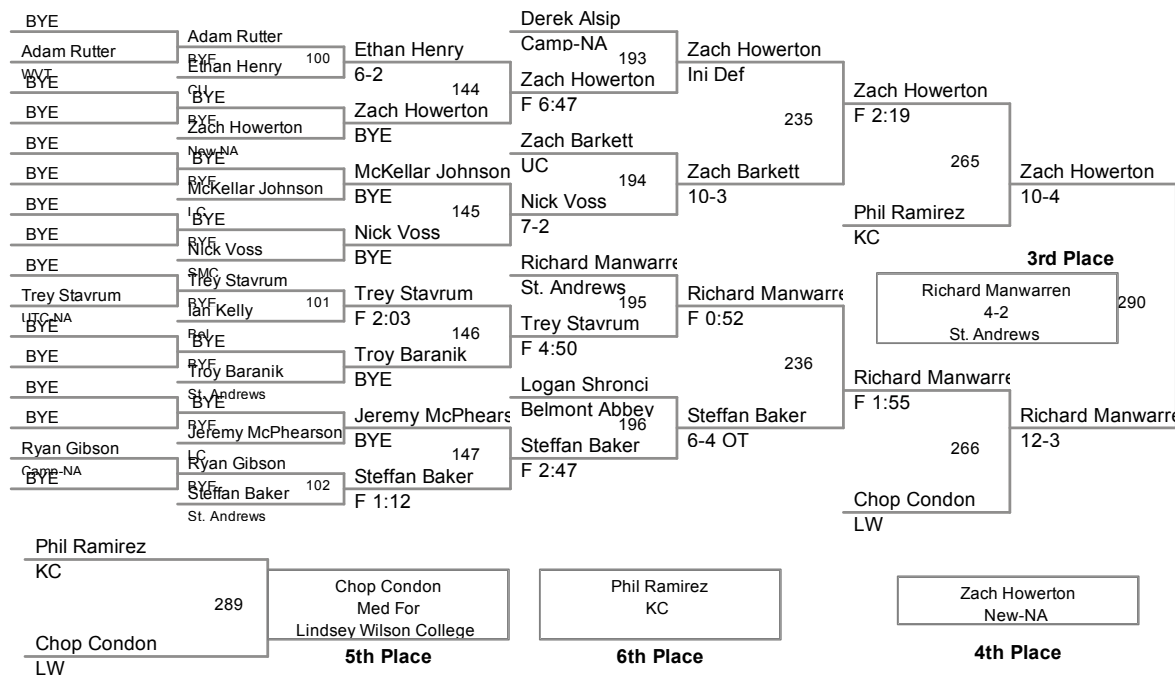 BYE
Adam Rutter
WVT
BYE
BYE
BYE
BYE
BYE
BYE
BYE
Trey Stavrum
UTC-NA
BYE
BYE
BYE
BYE
Ryan Gibson
Camp-NA
BYE
Adam Rutter
BYE
100
Ethan Henry
CU
BYE
BYE
Zach Howerton
New-NA
BYE
BYE
McKellar Johnson
LC
BYE
BYE
Nick Voss
SMC
Trey Stavrum
BYE
101
Ian Kelly
Bel
BYE
BYE
Troy Baranik
St. Andrews
BYE
BYE
Jeremy McPhearson
LC
Ryan Gibson
BYE
102
Steffan Baker
St. Andrews
Ethan Henry
6-2
144
Zach Howerton
BYE
McKellar Johnson
BYE
145
Nick Voss
BYE
Trey Stavrum
F 2:03
146
Troy Baranik
BYE
Jeremy McPhears
BYE
147
Steffan Baker
F 1:12
Derek Alsip
Camp-NA
193
Zach Howerton
F 6:47
Zach Barkett
UC
194
Nick Voss
7-2
Richard Manwarre
St. Andrews
195
Trey Stavrum
F 4:50
Logan Shronci
Belmont Abbey
196
Steffan Baker
F 2:47
Zach Howerton
Ini Def
235
Zach Barkett
10-3
Richard Manwarre
F 0:52
236
Steffan Baker
6-4 OT
Zach Howerton
F 2:19
265
Phil Ramirez
KC
Richard Manwarre
F 1:55
266
Chop Condon
LW
Zach Howerton
10-4
3rd Place
Richard Manwarren
4-2
St. Andrews
290
Richard Manwarre
12-3
Phil Ramirez
KC
289
Chop Condon
LW
Chop Condon
Med For
Lindsey Wilson College
5th Place
Phil Ramirez
KC
6th Place
Zach Howerton
New-NA
4th Place